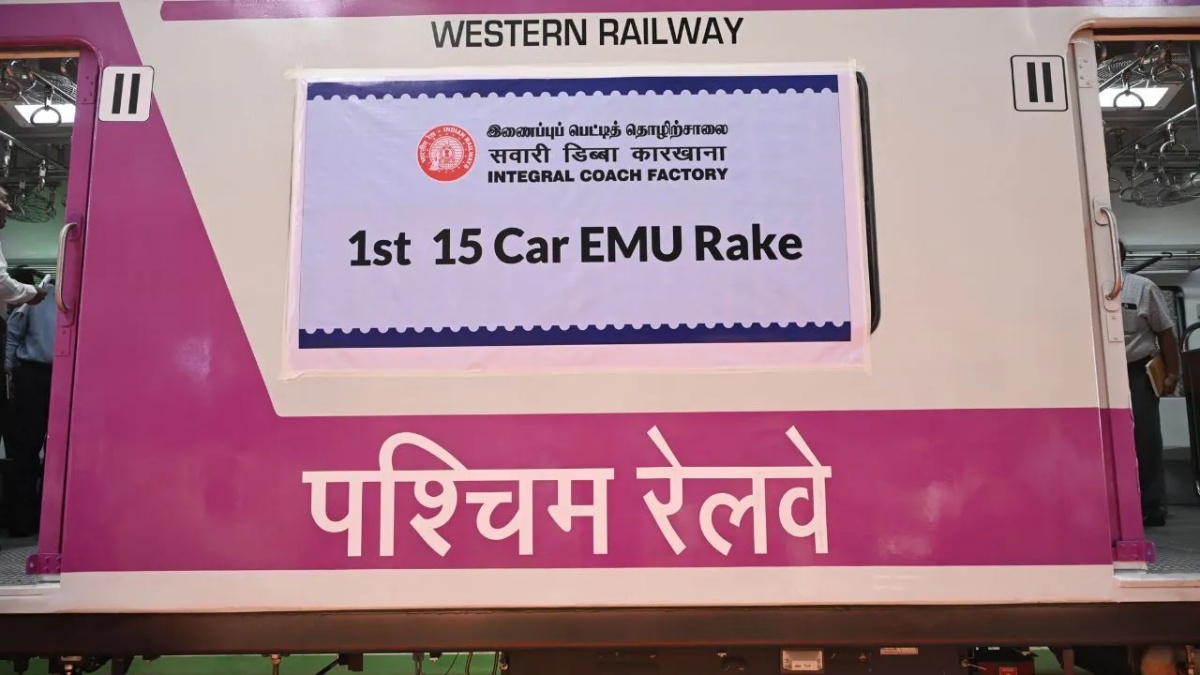 WESTERN RAILWAY
II
II
இணைப்புப் பெட்டித் தொழிற்சாலை
सवारी डिब्बा कारखाना
INTEGRAL COACH FACTORY
1st 15 Car EMU Rake
पश्चिम रेलवे